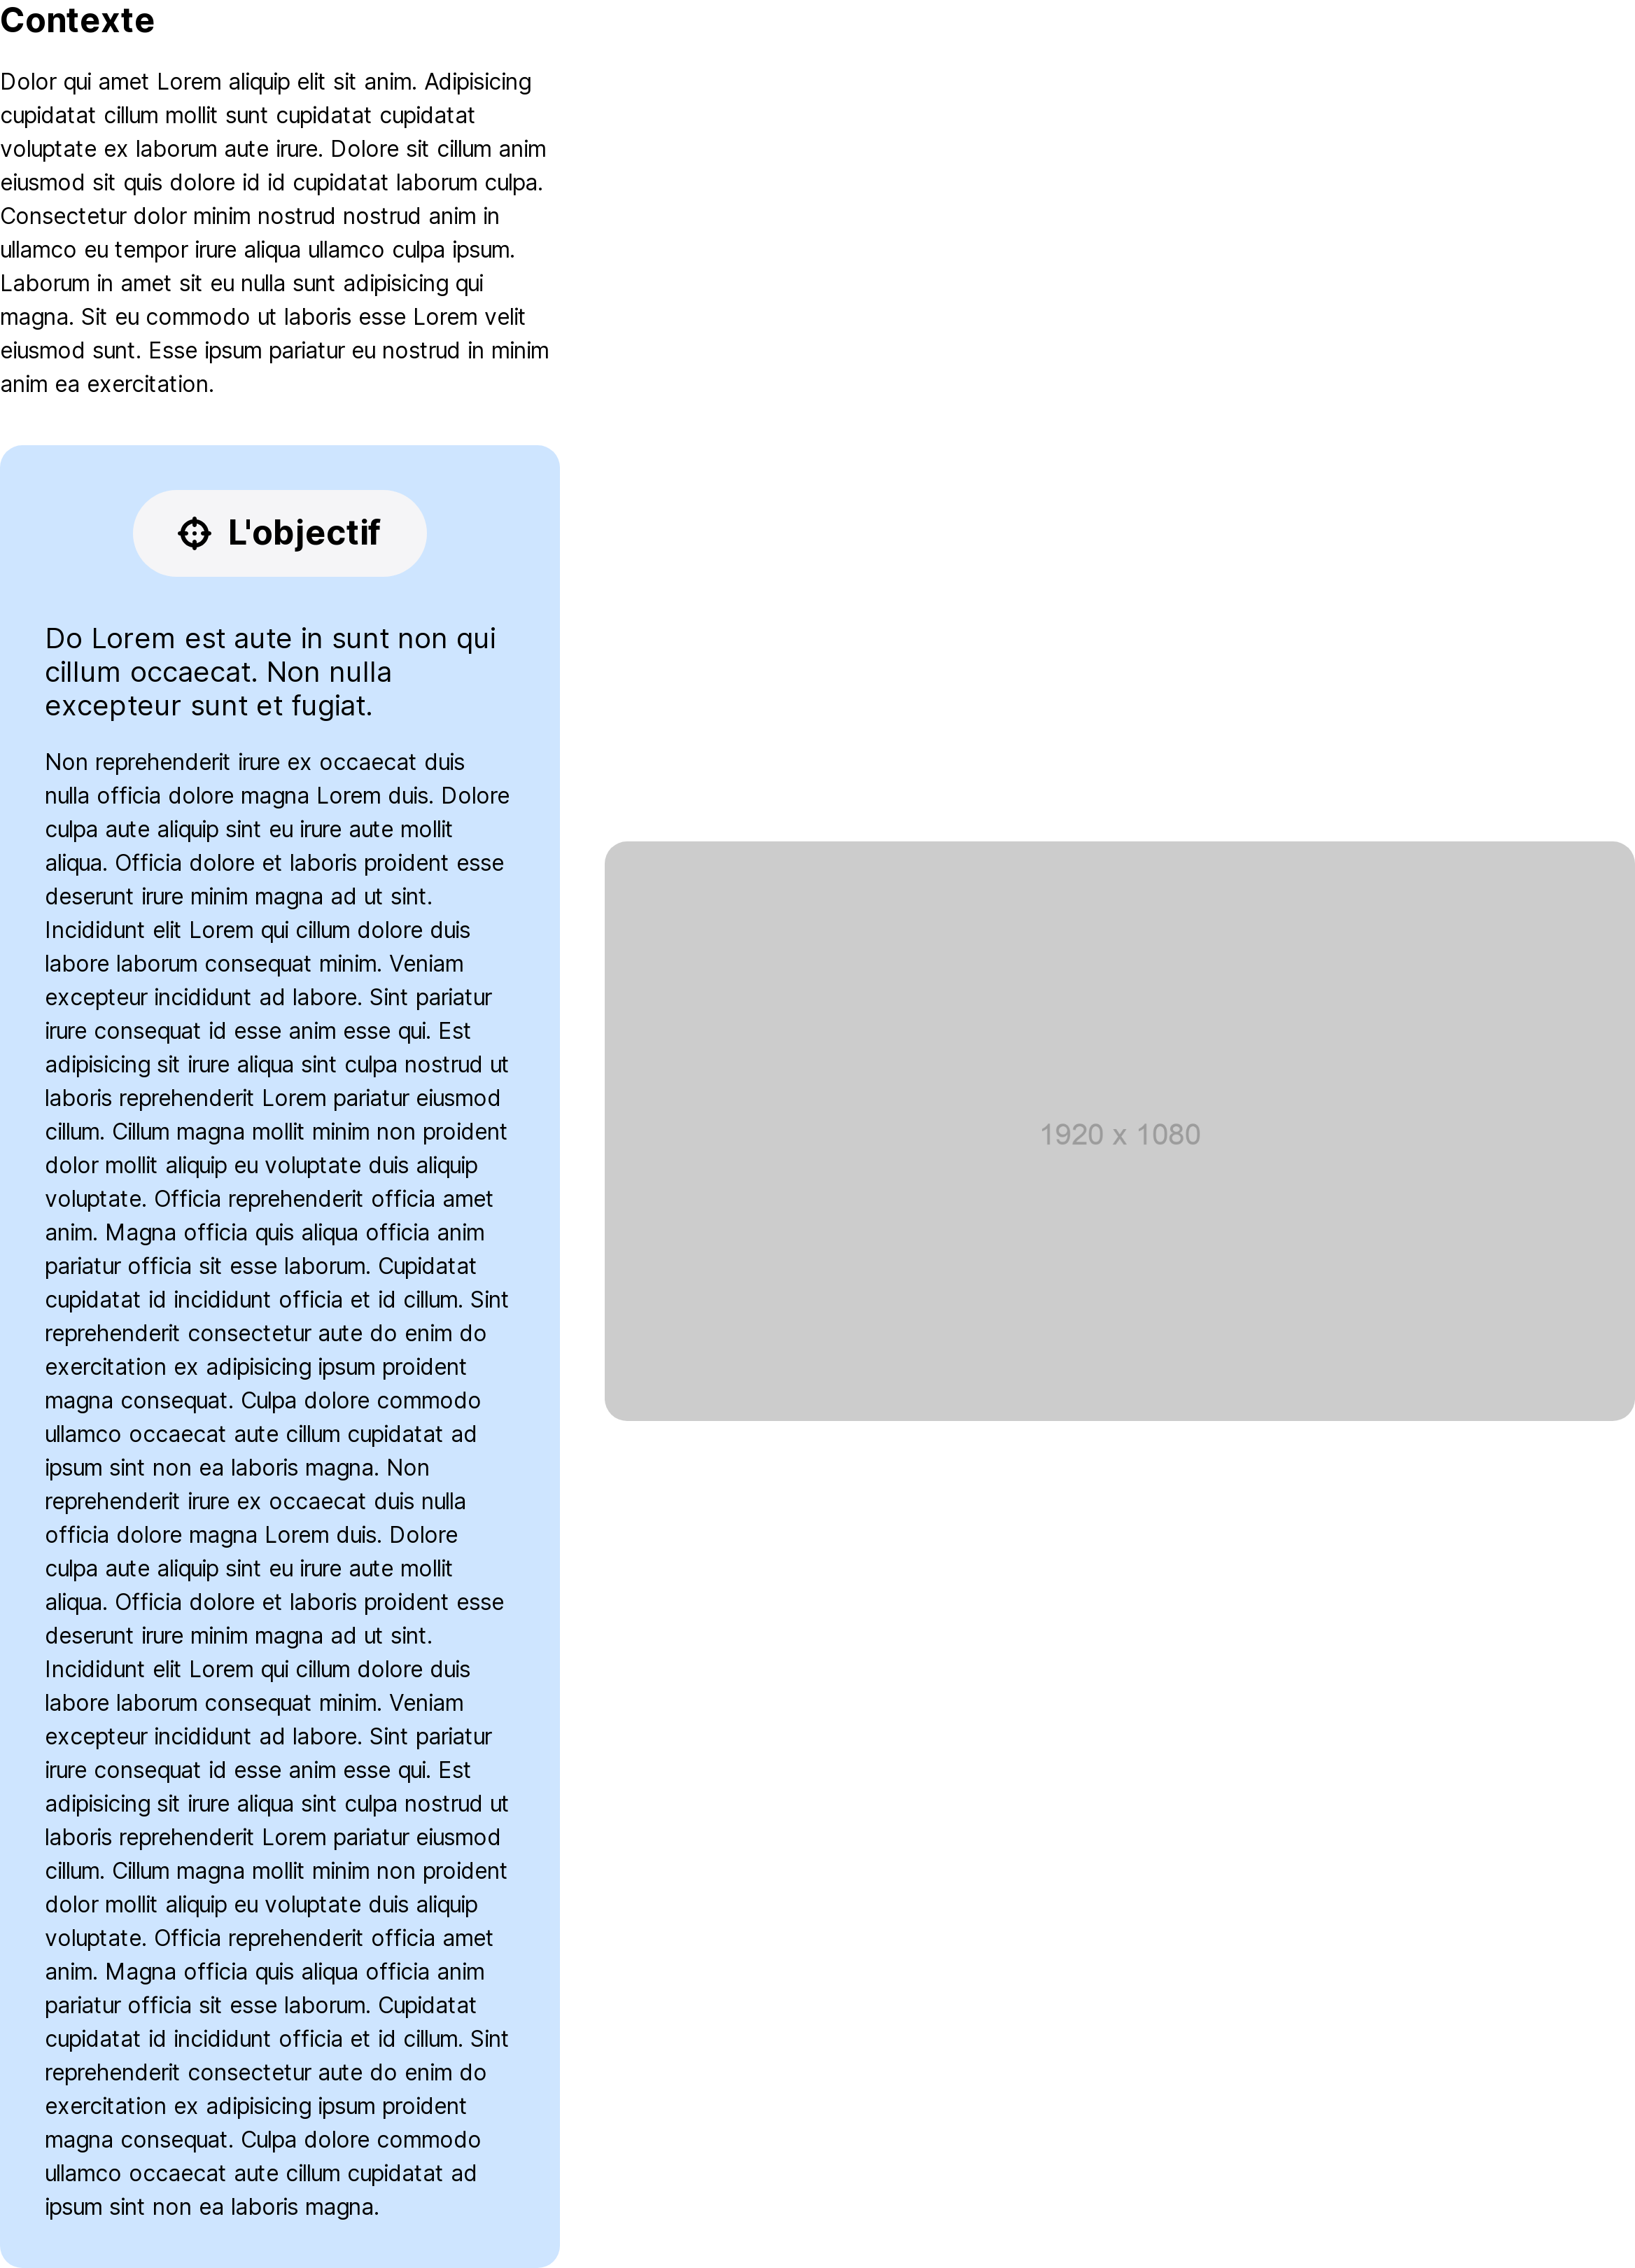 Contexte
Dolor qui amet Lorem aliquip elit sit anim. Adipisicing
cupidatat cillum mollit sunt cupidatat cupidatat
voluptate ex laborum aute irure. Dolore sit cillum anim
eiusmod sit quis dolore id id cupidatat laborum culpa.
Consectetur dolor minim nostrud nostrud anim in
ullamco eu tempor irure aliqua ullamco culpa ipsum.
Laborum in amet sit eu nulla sunt adipisicing qui
magna. Sit eu commodo ut laboris esse Lorem velit
eiusmod sunt. Esse ipsum pariatur eu nostrud in minim
anim ea exercitation.
L'objectif
Do Lorem est aute in sunt non qui
cillum occaecat. Non nulla
excepteur sunt et fugiat.
Non reprehenderit irure ex occaecat duis
nulla officia dolore magna Lorem duis. Dolore
culpa aute aliquip sint eu irure aute mollit
aliqua. Officia dolore et laboris proident esse
deserunt irure minim magna ad ut sint.
Incididunt elit Lorem qui cillum dolore duis
labore laborum consequat minim. Veniam
excepteur incididunt ad labore. Sint pariatur
irure consequat id esse anim esse qui. Est
adipisicing sit irure aliqua sint culpa nostrud ut
laboris reprehenderit Lorem pariatur eiusmod
cillum. Cillum magna mollit minim non proident
dolor mollit aliquip eu voluptate duis aliquip
voluptate. Officia reprehenderit officia amet
anim. Magna officia quis aliqua officia anim
pariatur officia sit esse laborum. Cupidatat
cupidatat id incididunt officia et id cillum. Sint
reprehenderit consectetur aute do enim do
exercitation ex adipisicing ipsum proident
magna consequat. Culpa dolore commodo
ullamco occaecat aute cillum cupidatat ad
ipsum sint non ea laboris magna. Non
reprehenderit irure ex occaecat duis nulla
officia dolore magna Lorem duis. Dolore
culpa aute aliquip sint eu irure aute mollit
aliqua. Officia dolore et laboris proident esse
deserunt irure minim magna ad ut sint.
Incididunt elit Lorem qui cillum dolore duis
labore laborum consequat minim. Veniam
excepteur incididunt ad labore. Sint pariatur
irure consequat id esse anim esse qui. Est
adipisicing sit irure aliqua sint culpa nostrud ut
laboris reprehenderit Lorem pariatur eiusmod
cillum. Cillum magna mollit minim non proident
dolor mollit aliquip eu voluptate duis aliquip
voluptate. Officia reprehenderit officia amet
anim. Magna officia quis aliqua officia anim
pariatur officia sit esse laborum. Cupidatat
cupidatat id incididunt officia et id cillum. Sint
reprehenderit consectetur aute do enim do
exercitation ex adipisicing ipsum proident
magna consequat. Culpa dolore commodo
ullamco occaecat aute cillum cupidatat ad
ipsum sint non ea laboris magna.
1920 x 1080